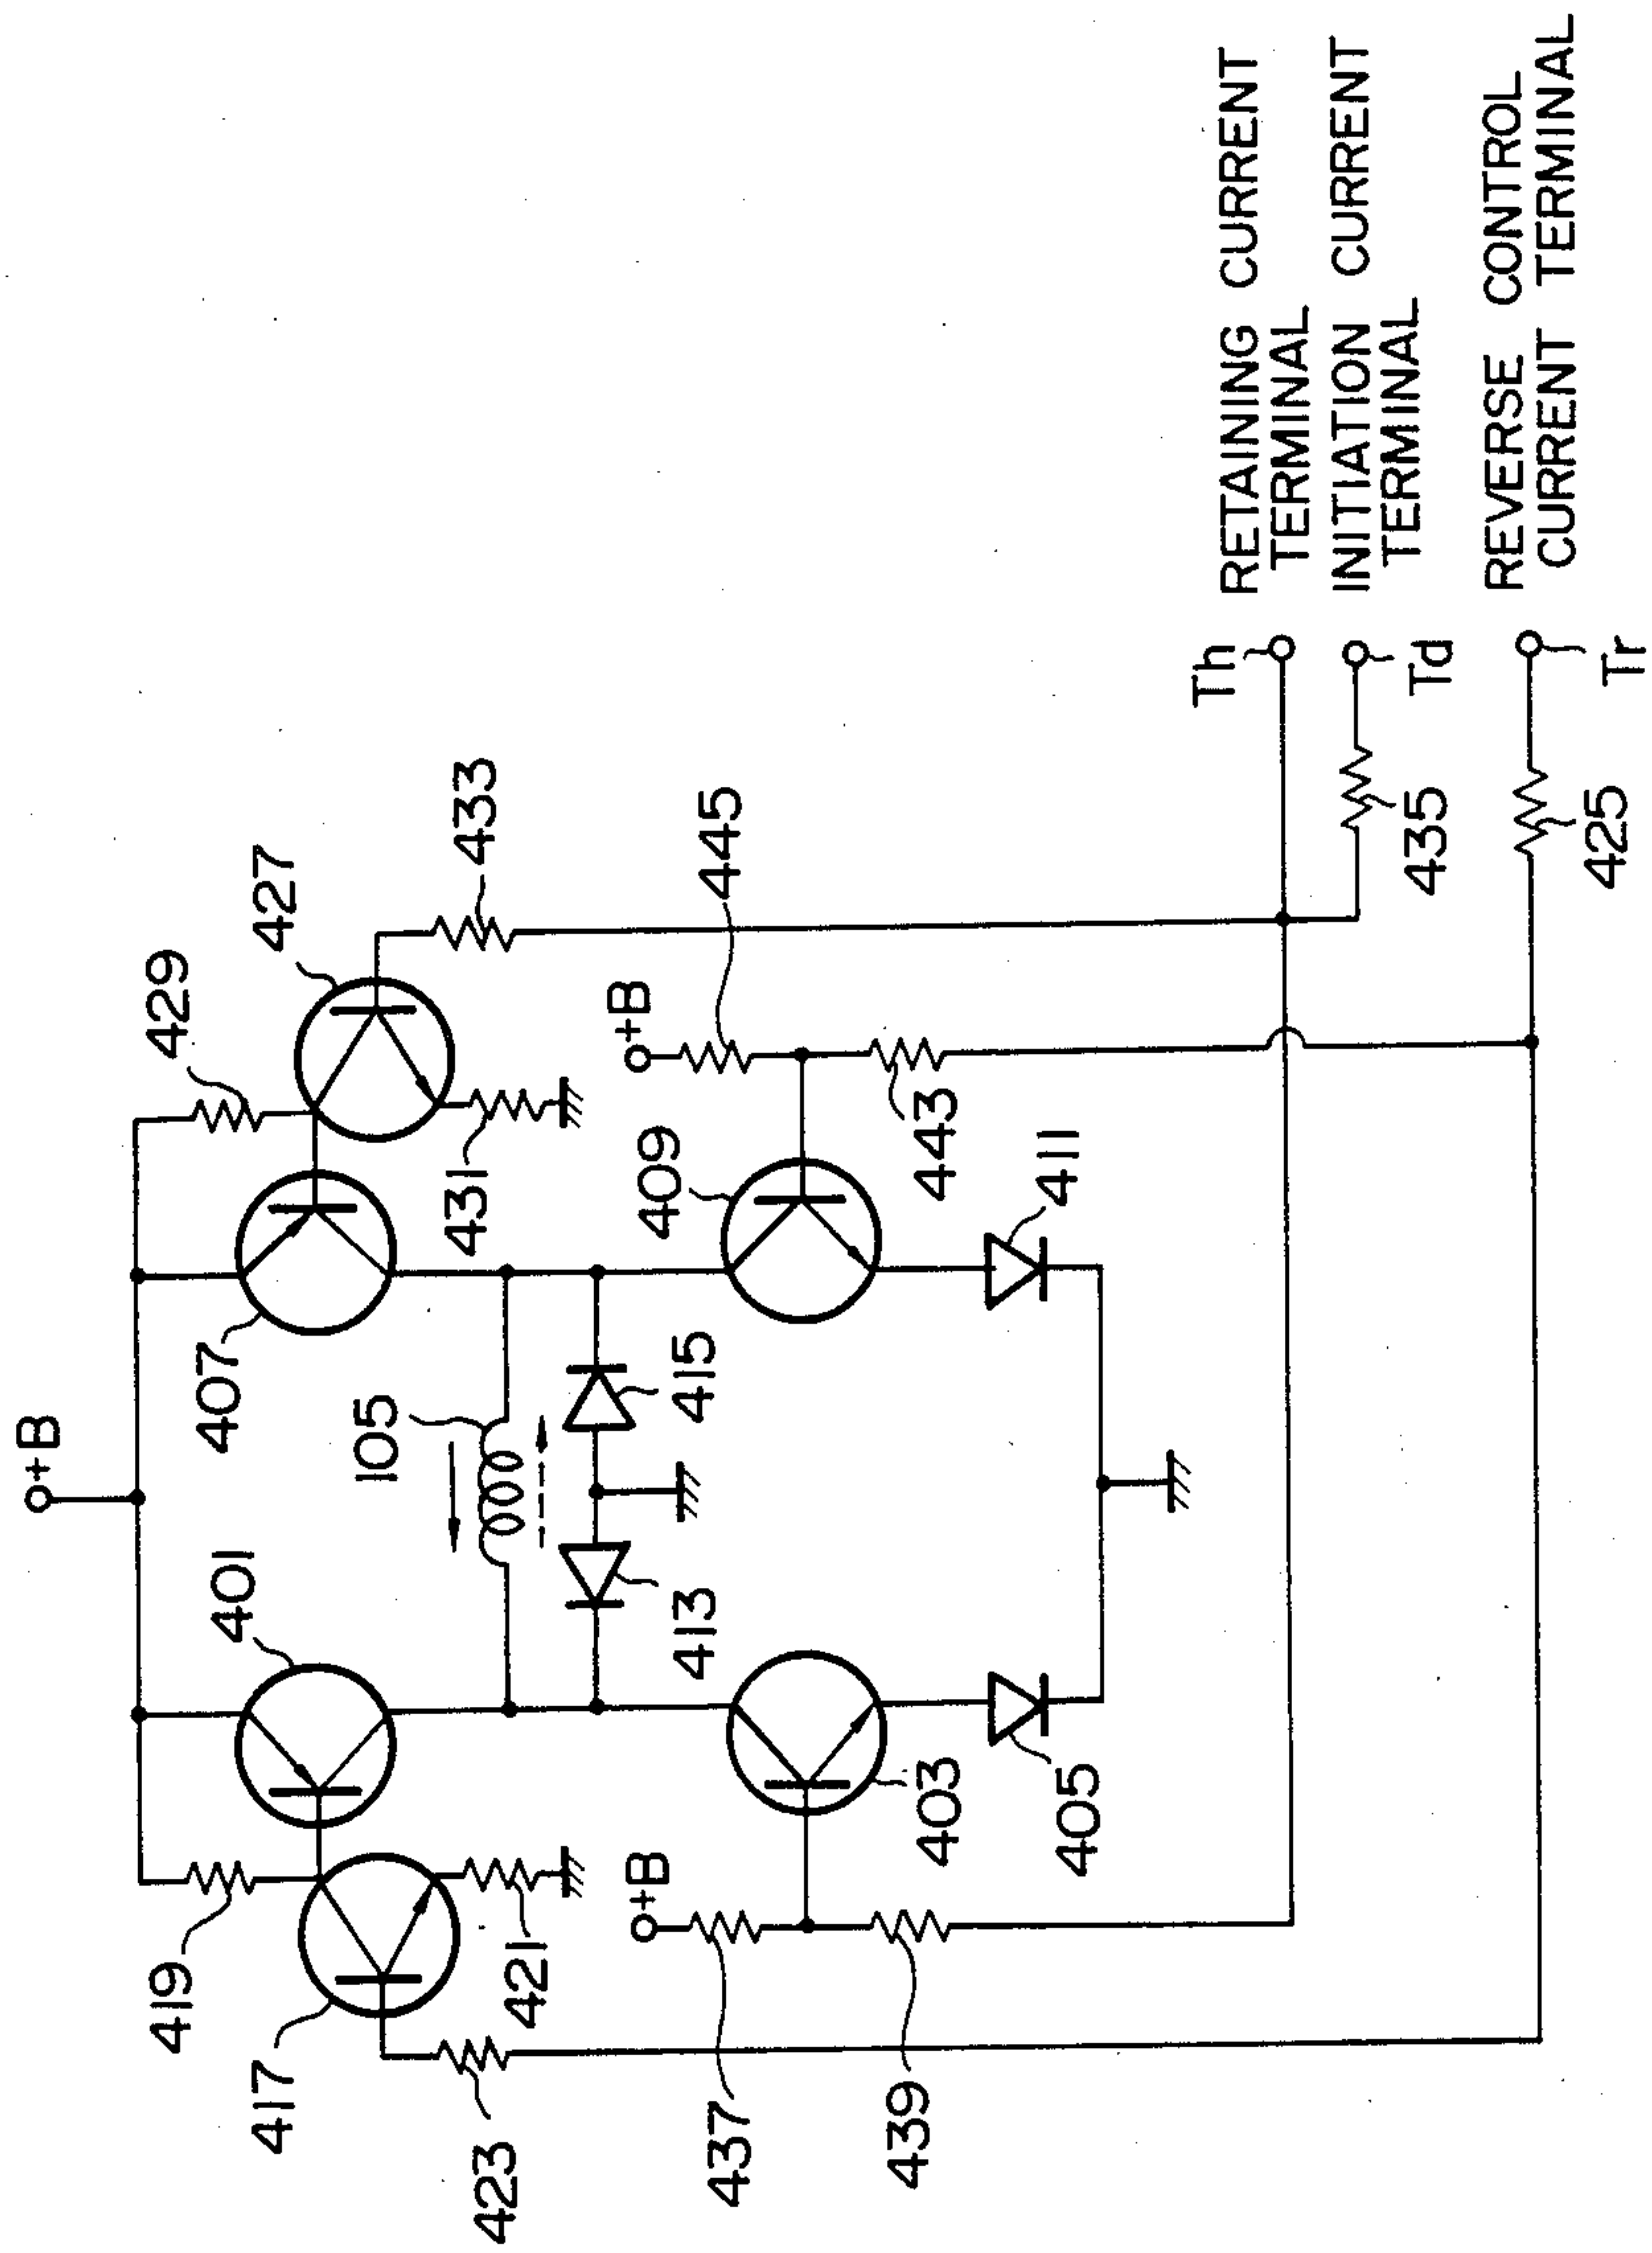 +B
401
407
419
417
423
421
105
413
415
429
427
433
431
+B
437
439
403
405
409
411
+B
445
443
Th
RETAINING CURRENT
TERMINAL
Td
INITIATION CURRENT
TERMINAL
435
Tr
REVERSE CONTROL
CURRENT TERMINAL
425